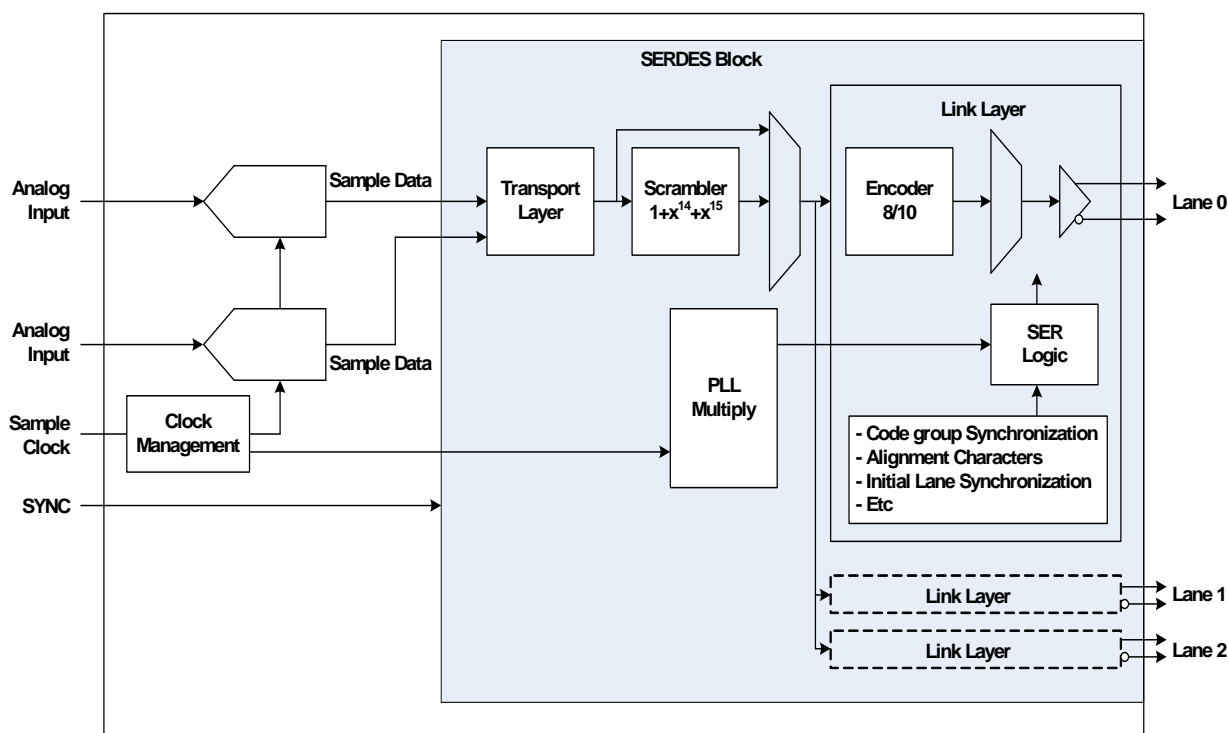 SERDES Block
Link Layer
Analog
Input
Sample Data
Transport
Layer
Scrambler
1+x¹⁴+x¹⁵
Encoder
8/10
Lane 0
Analog
Input
Sample Data
PLL
Multiply
SER
Logic
Sample
Clock
Clock
Management
- Code group Synchronization
- Alignment Characters
- Initial Lane Synchronization
- Etc
SYNC
Link Layer
Lane 1
Link Layer
Lane 2